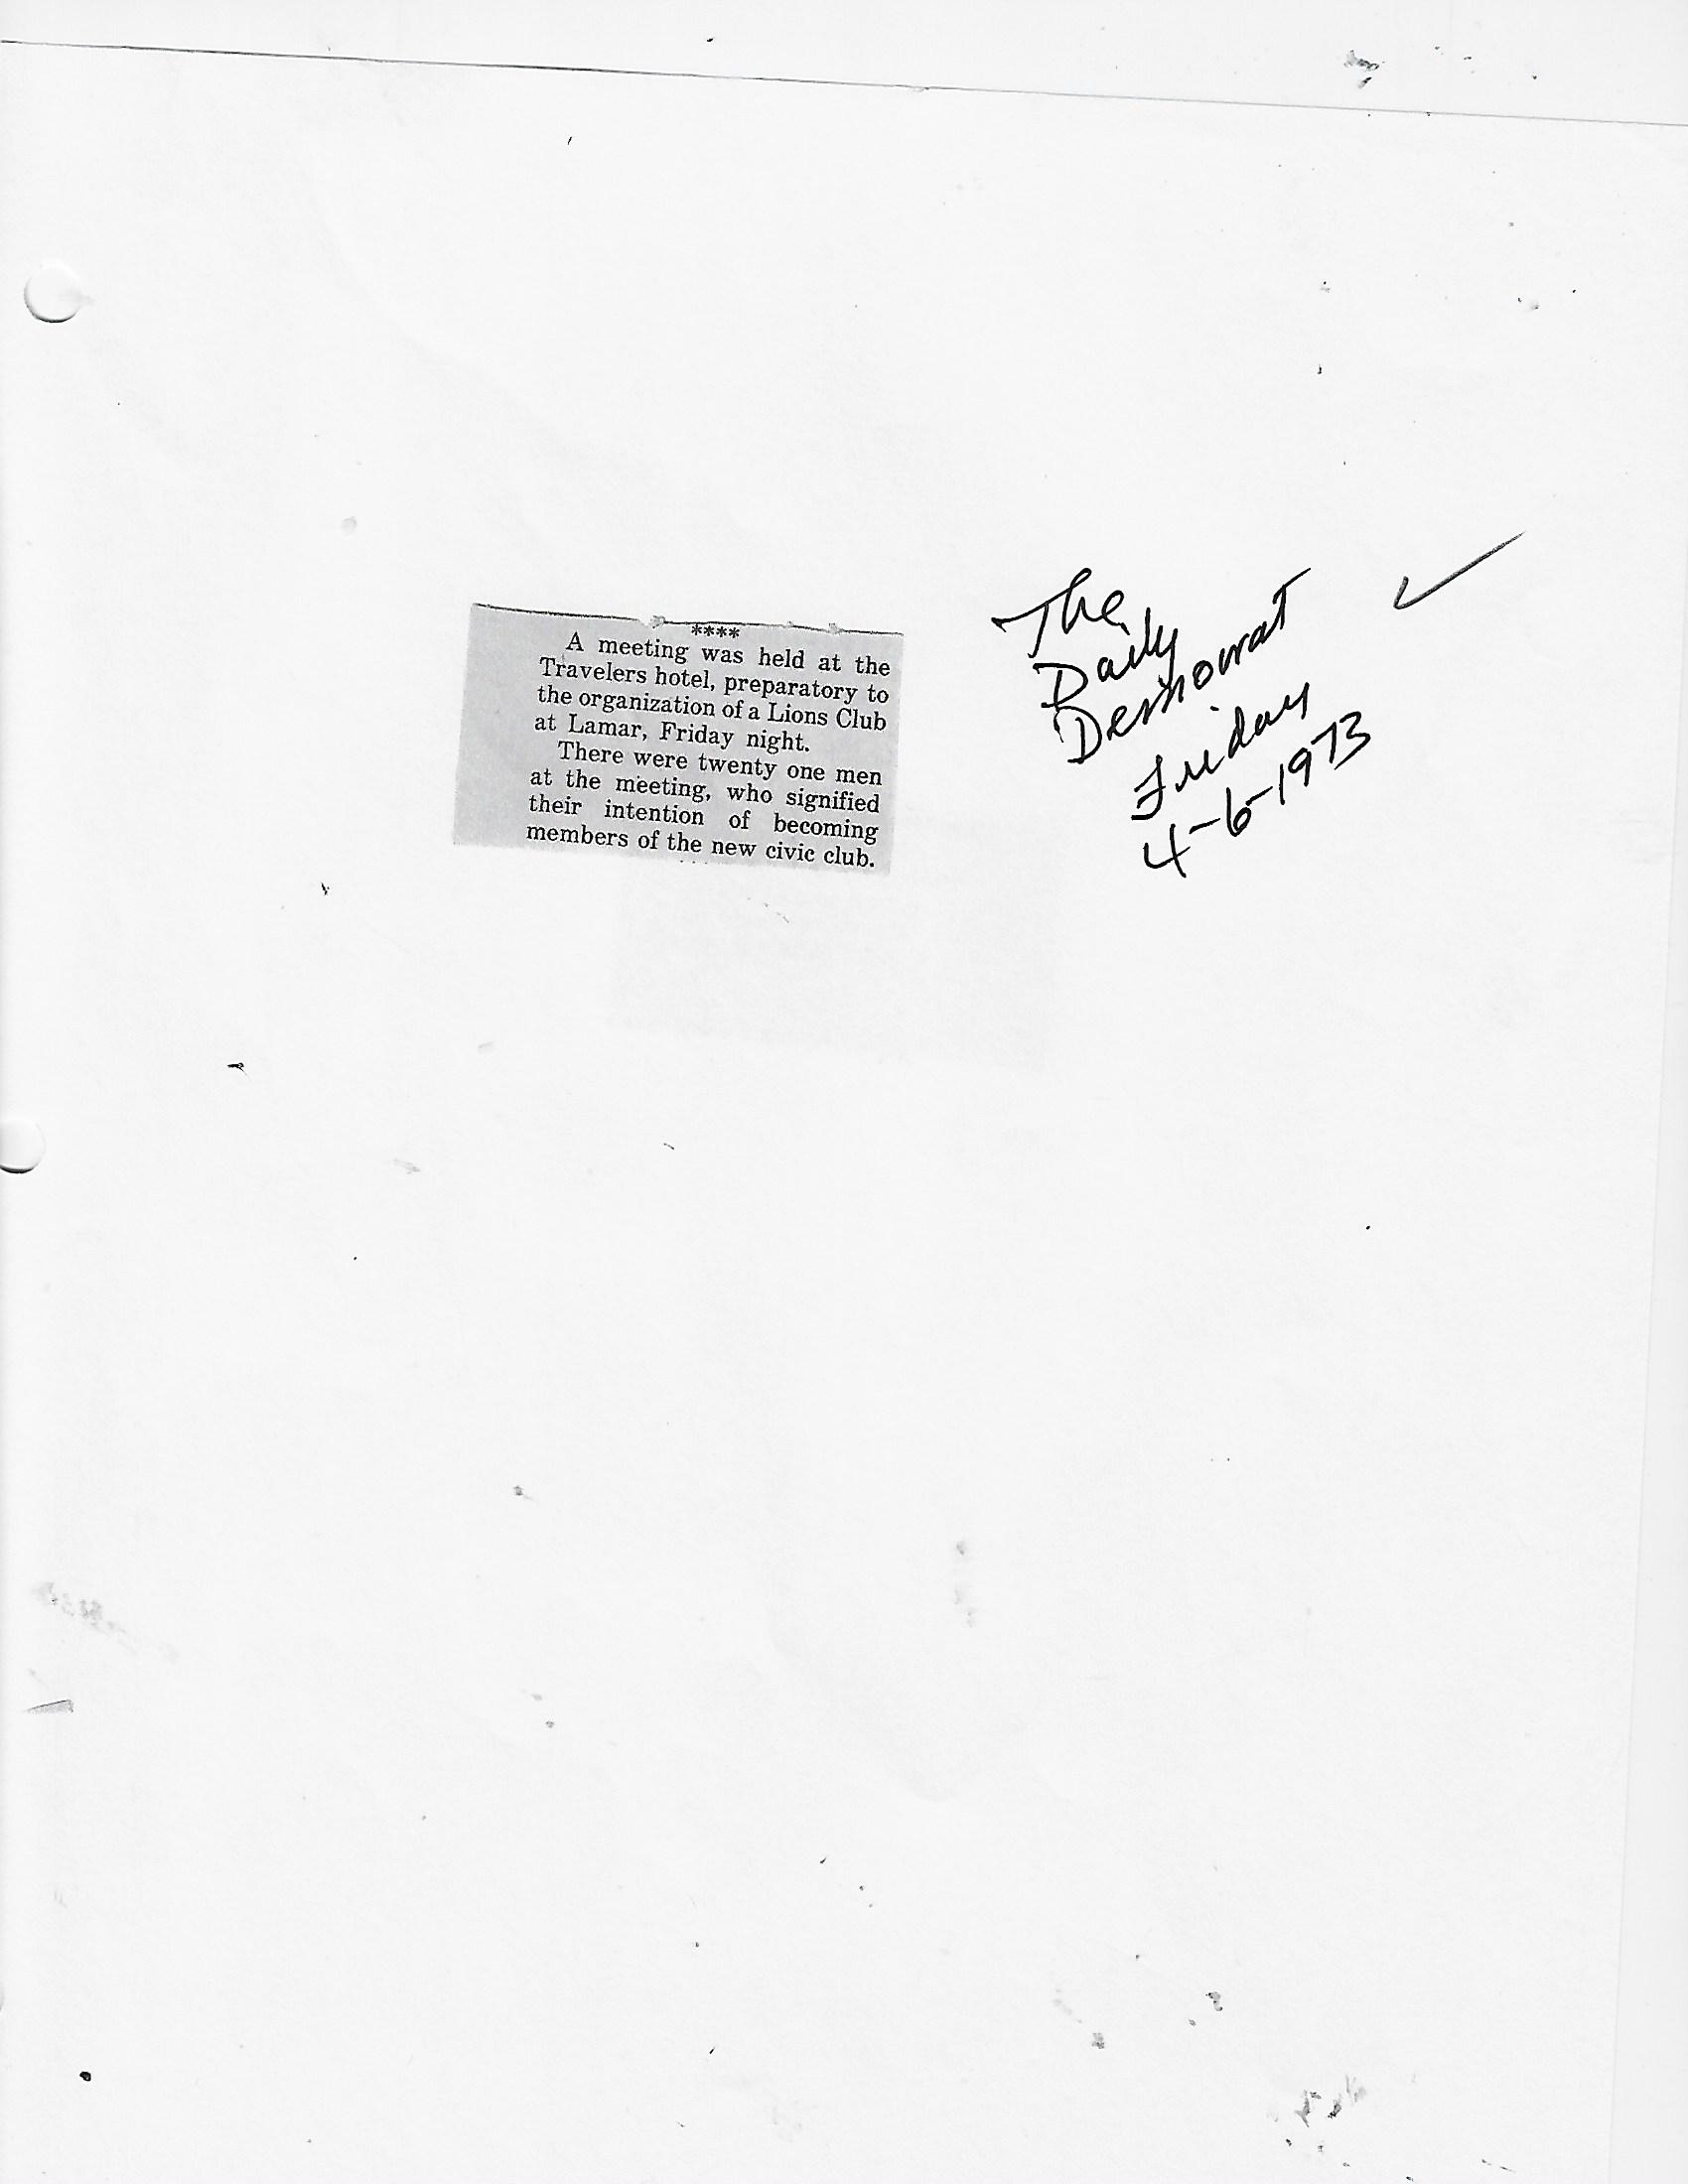 ****
A meeting was held at the
Travelers hotel, preparatory to
the organization of a Lions Club
at Lamar, Friday night.
There were twenty one men
at the meeting, who signified
their intention of becoming
members of the new civic club.
The
Daily
Democrat
Friday
4-6-1973